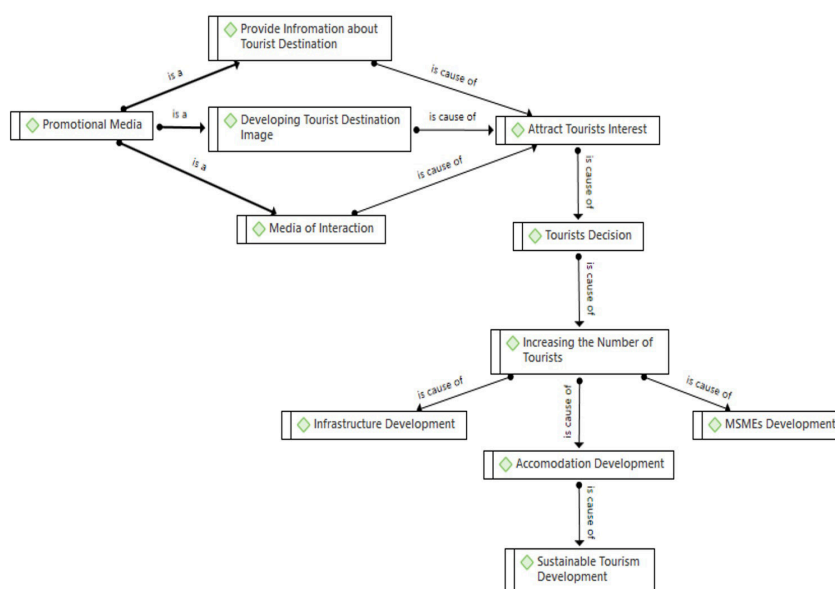 Provide Infromation about
Tourist Destination
is a
is cause of
Promotional Media
is a
Developing Tourist Destination
Image
is cause of
Attract Tourists Interest
is a
is cause of
is cause of
Media of Interaction
Tourists Decision
is cause of
Increasing the Number of
Tourists
is cause of
is cause of
is cause of
Infrastructure Development
MSMEs Development
Accomodation Development
is cause of
Sustainable Tourism
Development